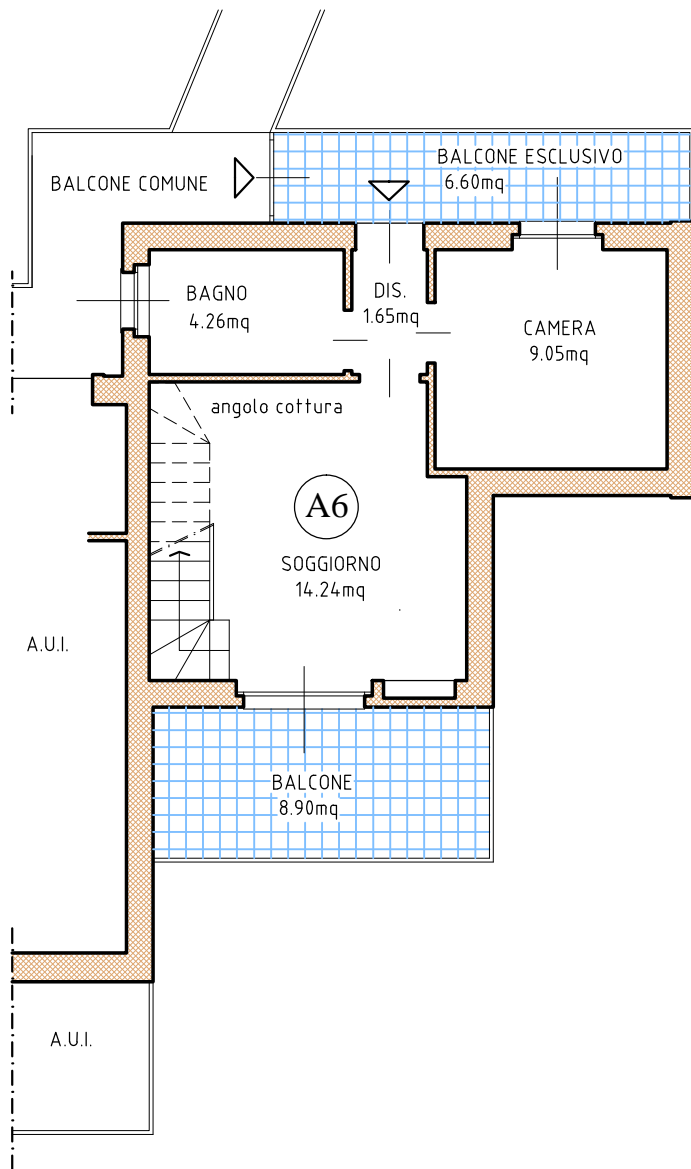 BALCONE ESCLUSIVO
6.60mq
BALCONE COMUNE
BAGNO
4.26mq
DIS.
1.65mq
CAMERA
9.05mq
angolo cottura
A6
SOGGIORNO
14.24mq
A.U.I.
BALCONE
8.90mq
A.U.I.